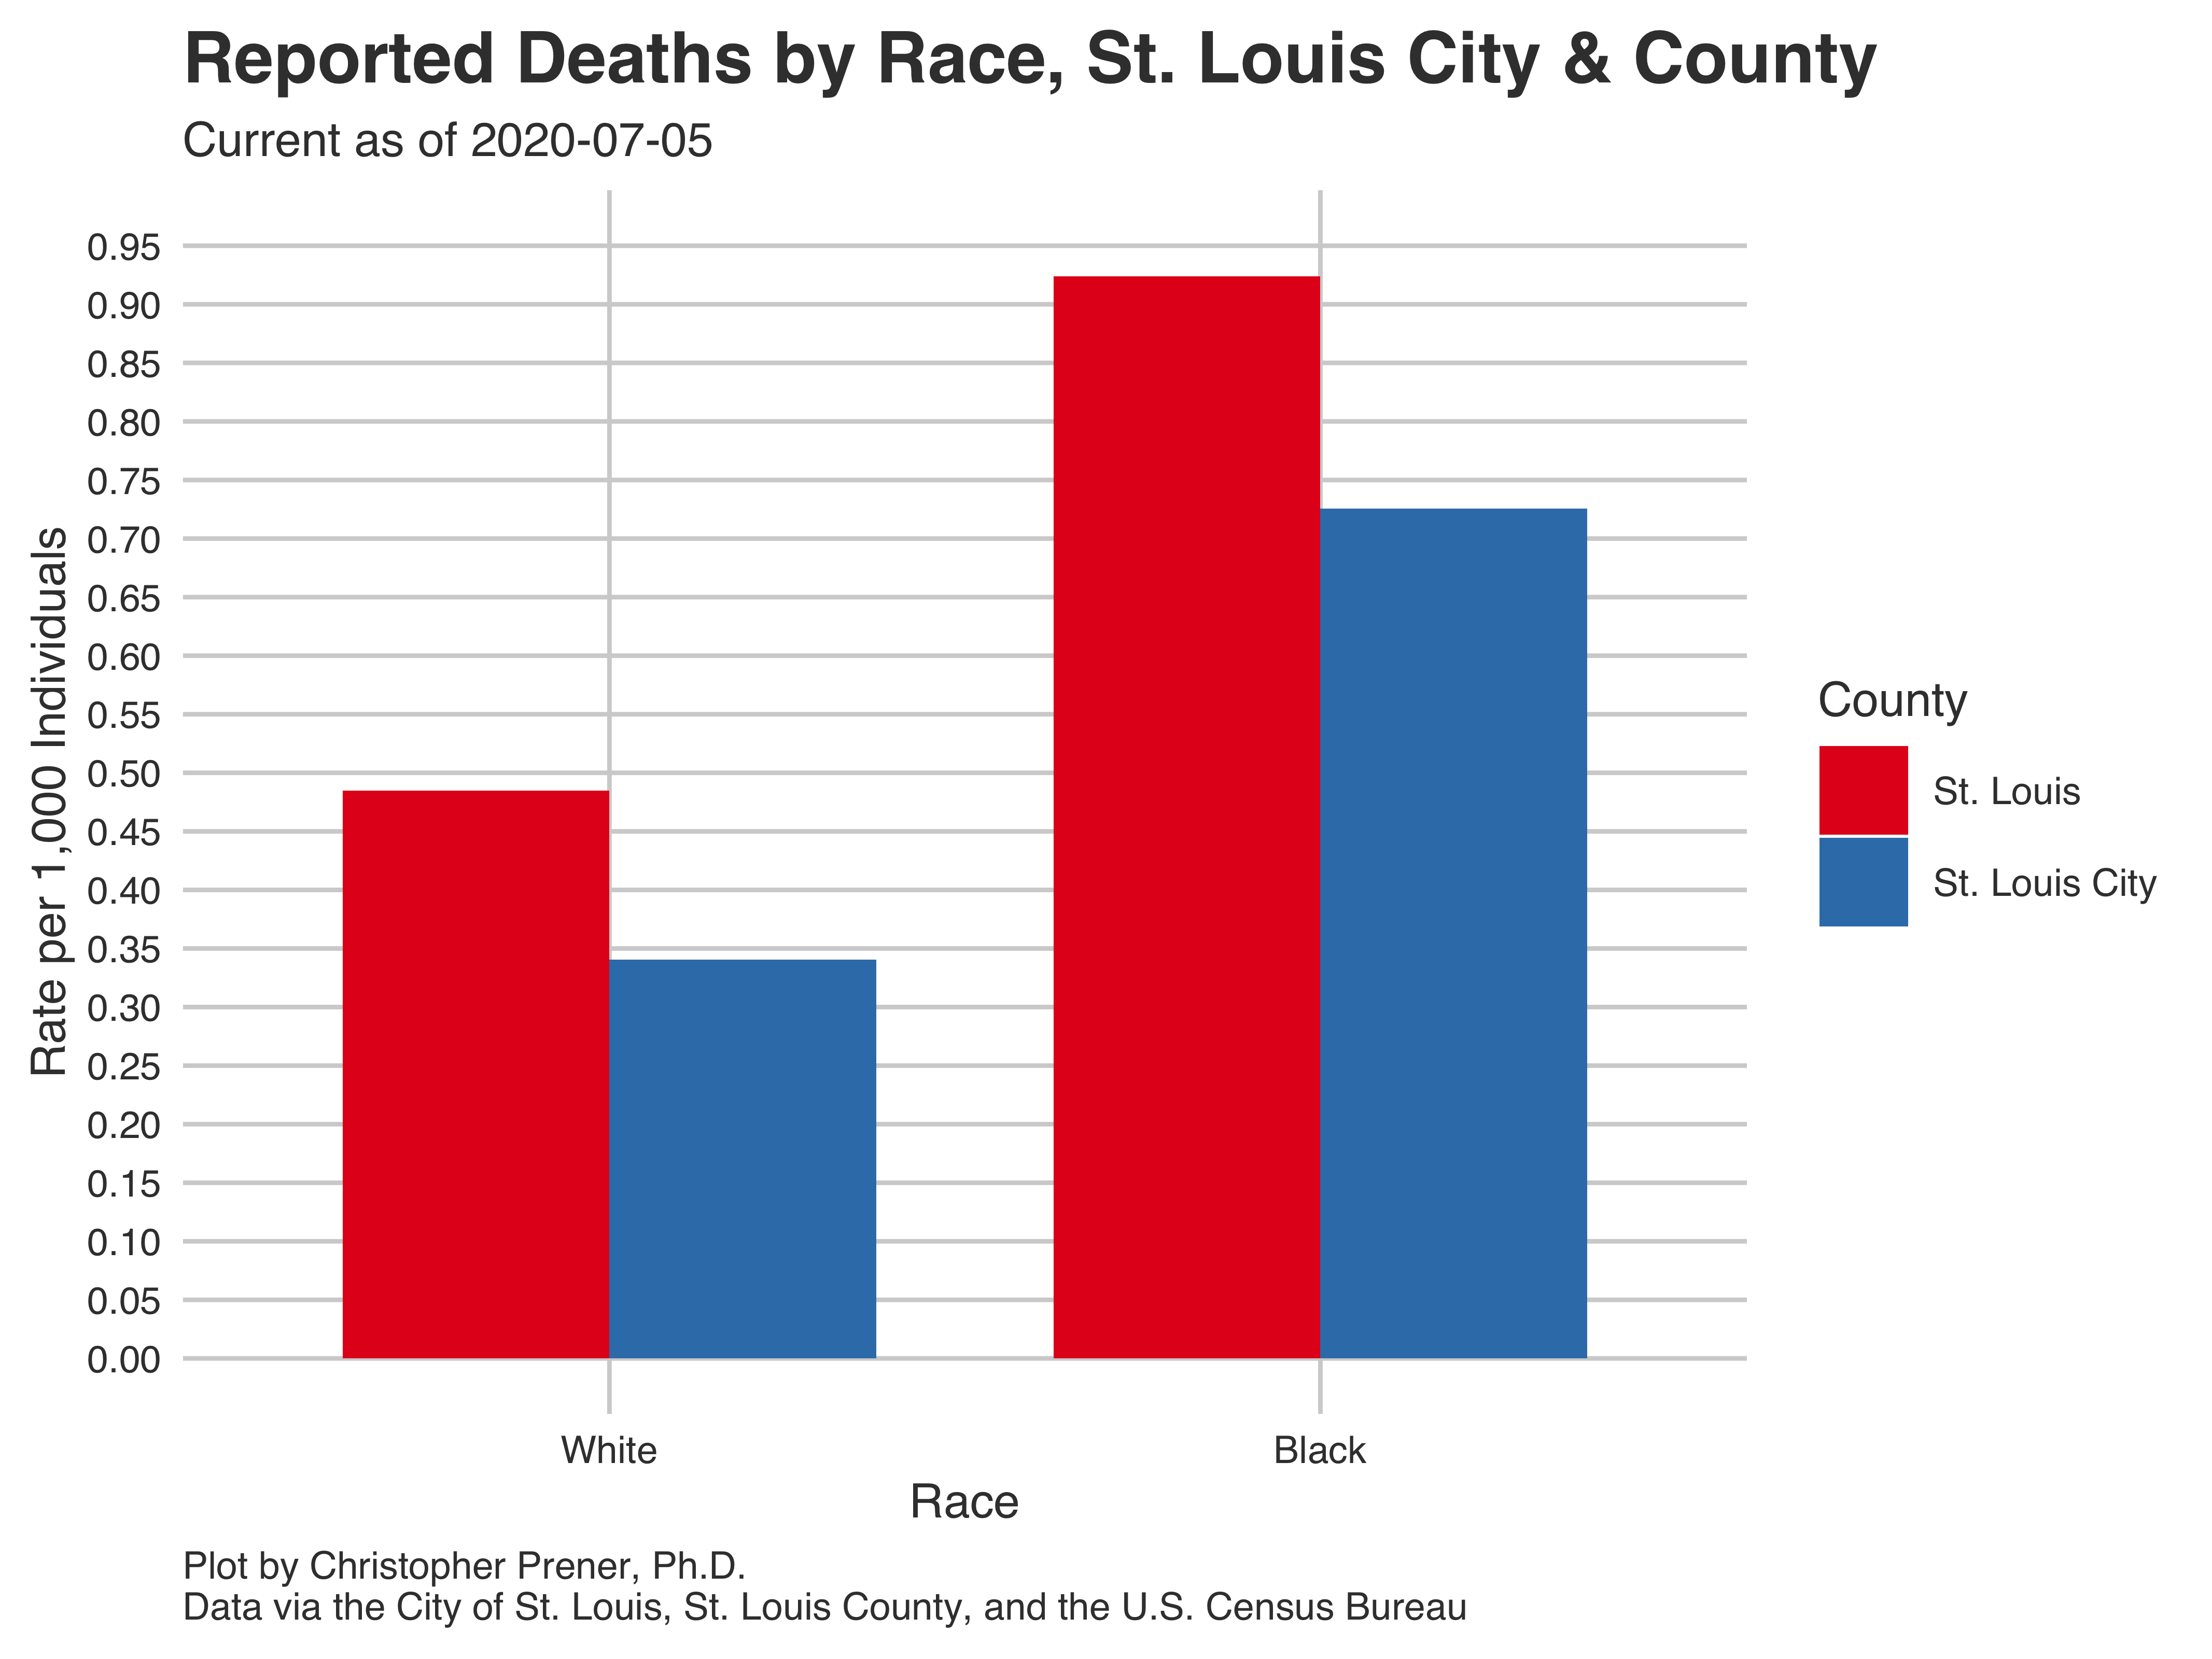 Reported Deaths by Race, St. Louis City & County
Current as of 2020-07-05
Rate per 1,000 Individuals
0.95
0.90
0.85
0.80
0.75
0.70
0.65
0.60
0.55
0.50
0.45
0.40
0.35
0.30
0.25
0.20
0.15
0.10
0.05
0.00
White
Black
Race
County
St. Louis
St. Louis City
Plot by Christopher Prener, Ph.D.
Data via the City of St. Louis, St. Louis County, and the U.S. Census Bureau